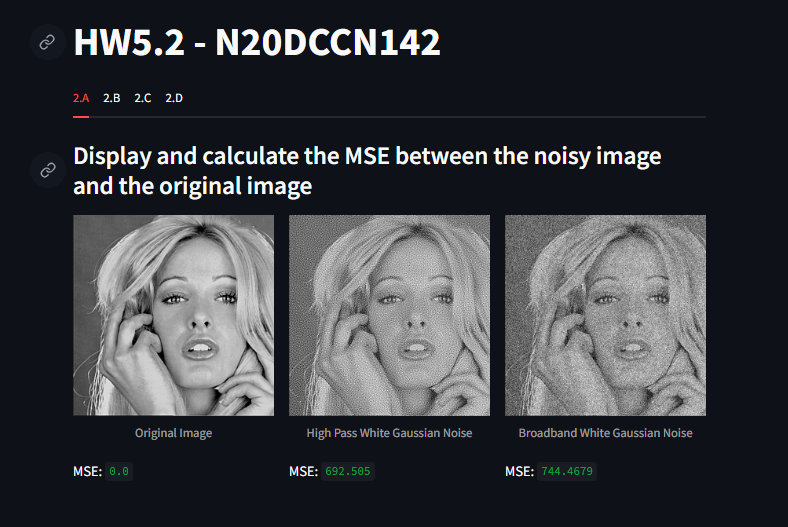 HW5.2 - N20DCCN142
2.A 2.B 2.C 2.D
Display and calculate the MSE between the noisy image
and the original image
Original Image
High Pass White Gaussian Noise
Broadband White Gaussian Noise
MSE: 0.0
MSE: 692.505
MSE: 744.4679